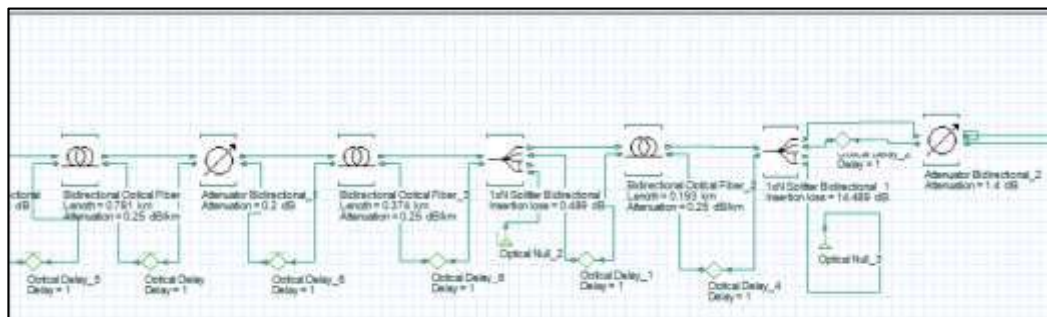 Bidirectional Optical Fiber
Length = 0.781 km
Attenuation = 0.25 dB/km
Attenuator Bidirectional_1
Attenuation = 0.2 dB
Bidirectional Optical Fiber_3
Length = 0.374 km
Attenuation = 0.25 dB/km
1xN Splitter Bidirectional
Insertion loss = 0.489 dB
Bidirectional Optical Fiber_2
Length = 0.193 km
Attenuation = 0.25 dB/km
1xN Splitter Bidirectional_1
Insertion loss = 14.489 dB
Delay = 1
Attenuator Bidirectional_2
Attenuation = 1.4 dB
dB
Optical Null_2
Optical Null_3
Optical Delay_5
Delay = 1
Optical Delay
Delay = 1
Optical Delay_6
Delay = 1
Optical Delay_8
Delay = 1
Optical Delay_1
Delay = 1
Optical Delay_4
Delay = 1